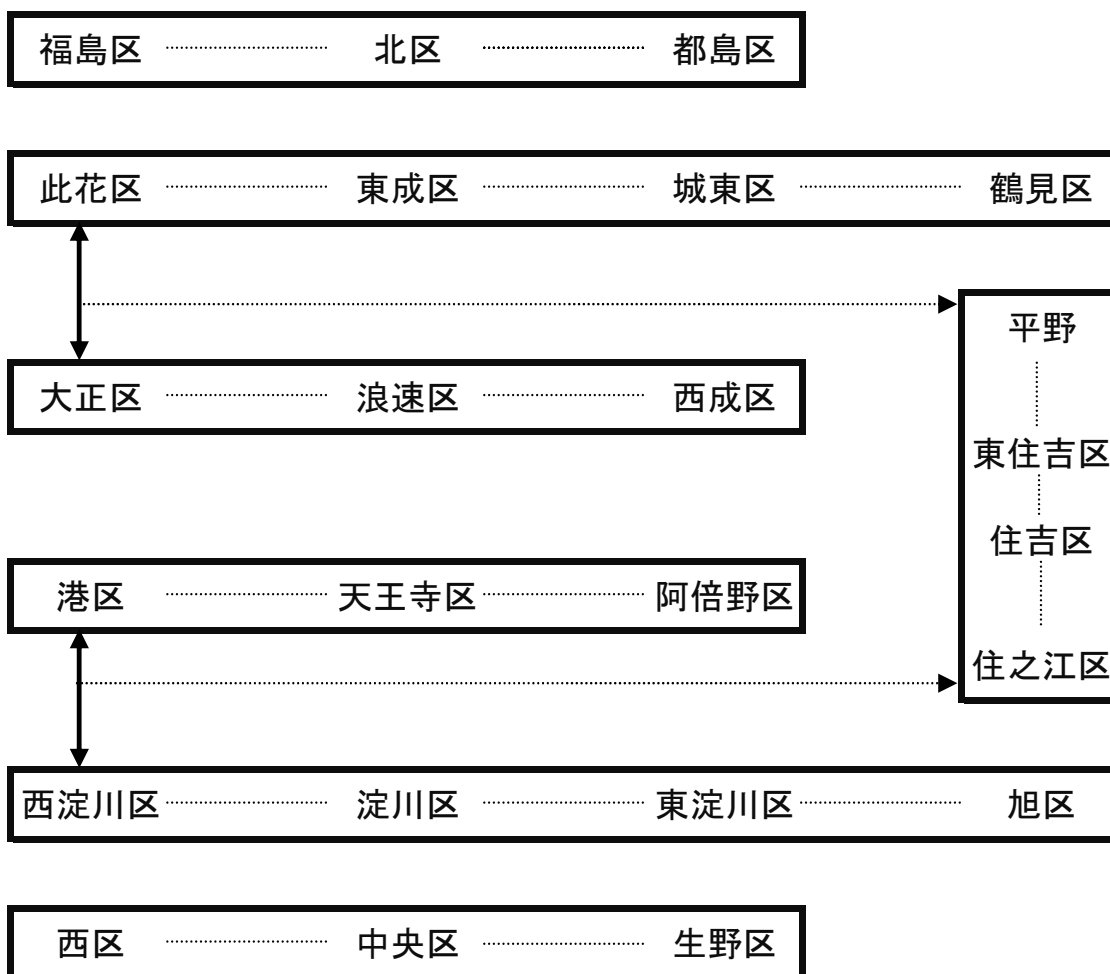 福島区 北区 都島区
此花区 東成区 城東区 鶴見区
平野
大正区 浪速区 西成区
東住吉区
住吉区
港区 天王寺区 阿倍野区
住之江区
西淀川区 淀川区 東淀川区 旭区
西区 中央区 生野区